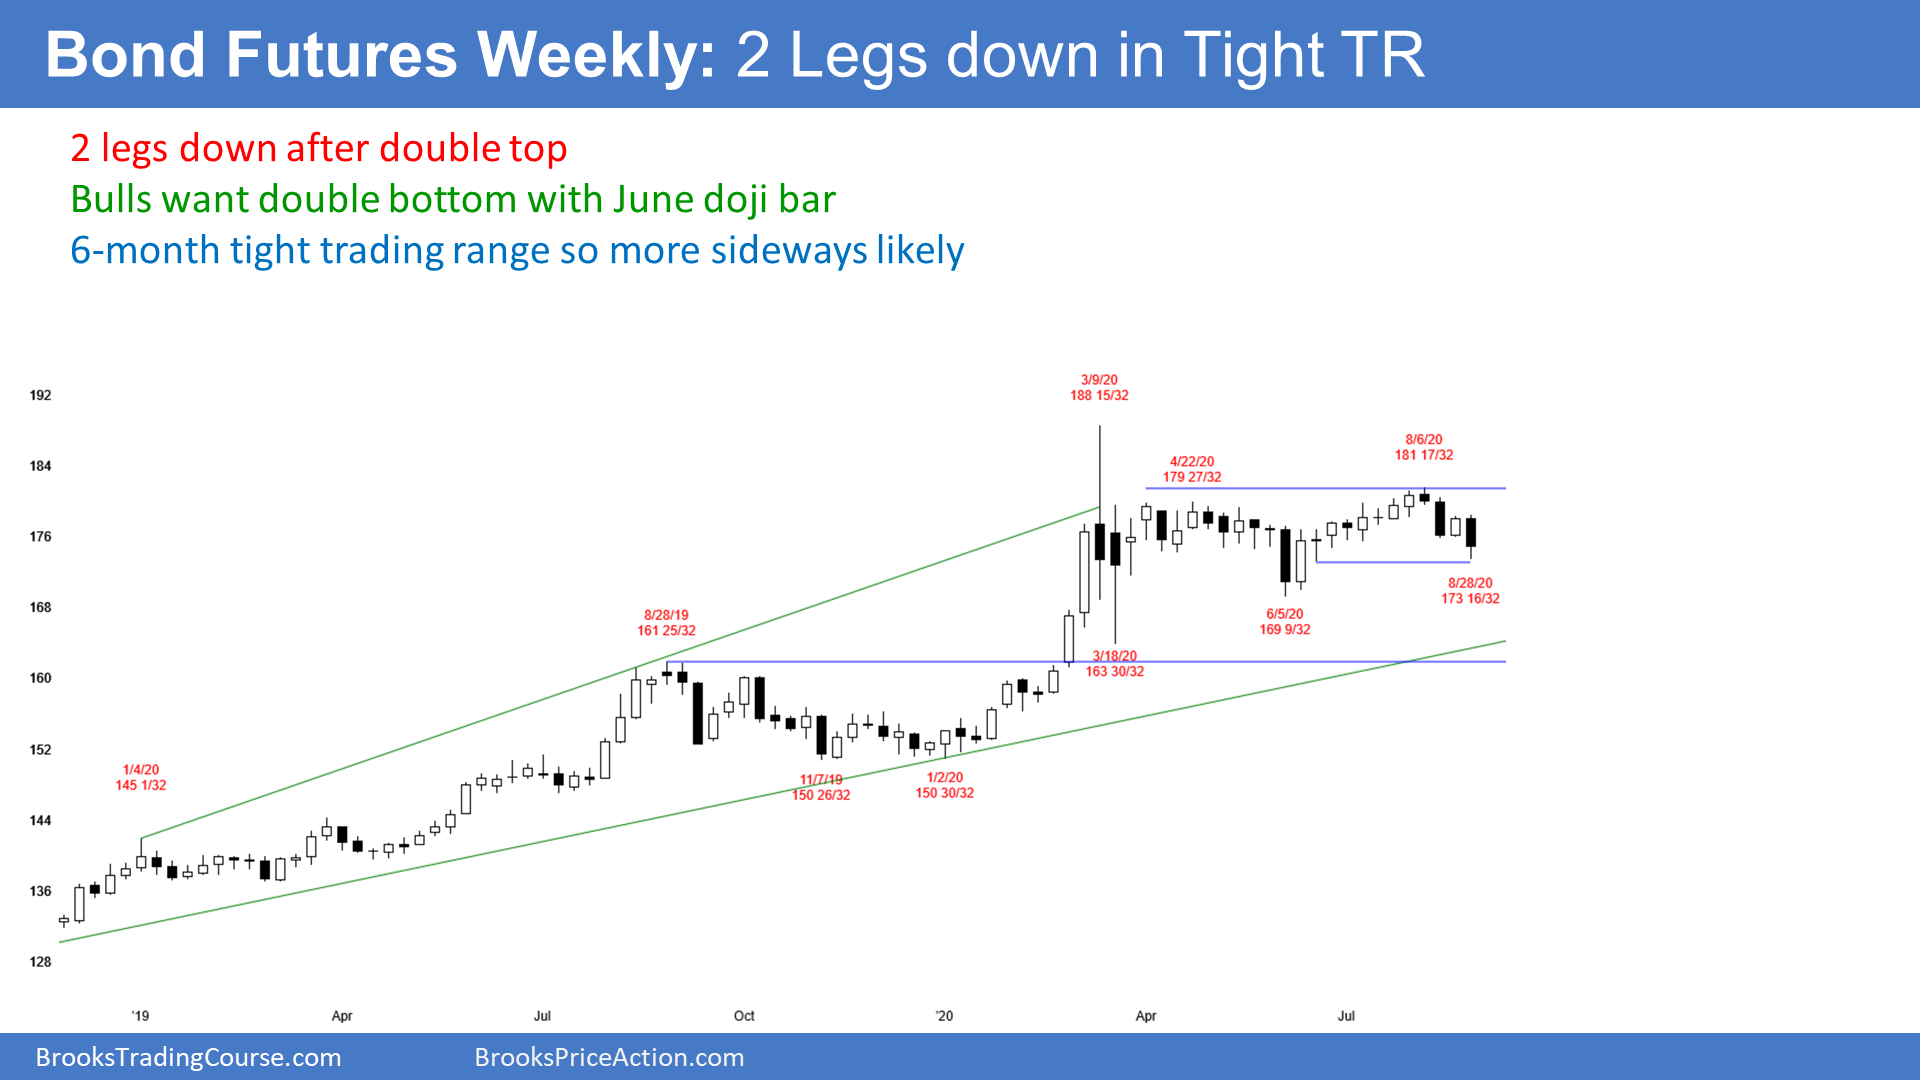 Bond Futures Weekly: 2 Legs down in Tight TR
2 legs down after double top
Bulls want double bottom with June doji bar
6-month tight trading range so more sideways likely
192
184
176
168
160
152
144
136
128
1/4/20
145 1/32
8/28/19
161 25/32
11/7/19
150 26/32
1/2/20
150 30/32
3/9/20
188 15/32
3/18/20
163 30/32
4/22/20
179 27/32
6/5/20
169 9/32
8/6/20
181 17/32
8/28/20
173 16/32
'19
Apr
Jul
Oct
'20
Apr
Jul
BrooksTradingCourse.com
BrooksPriceAction.com